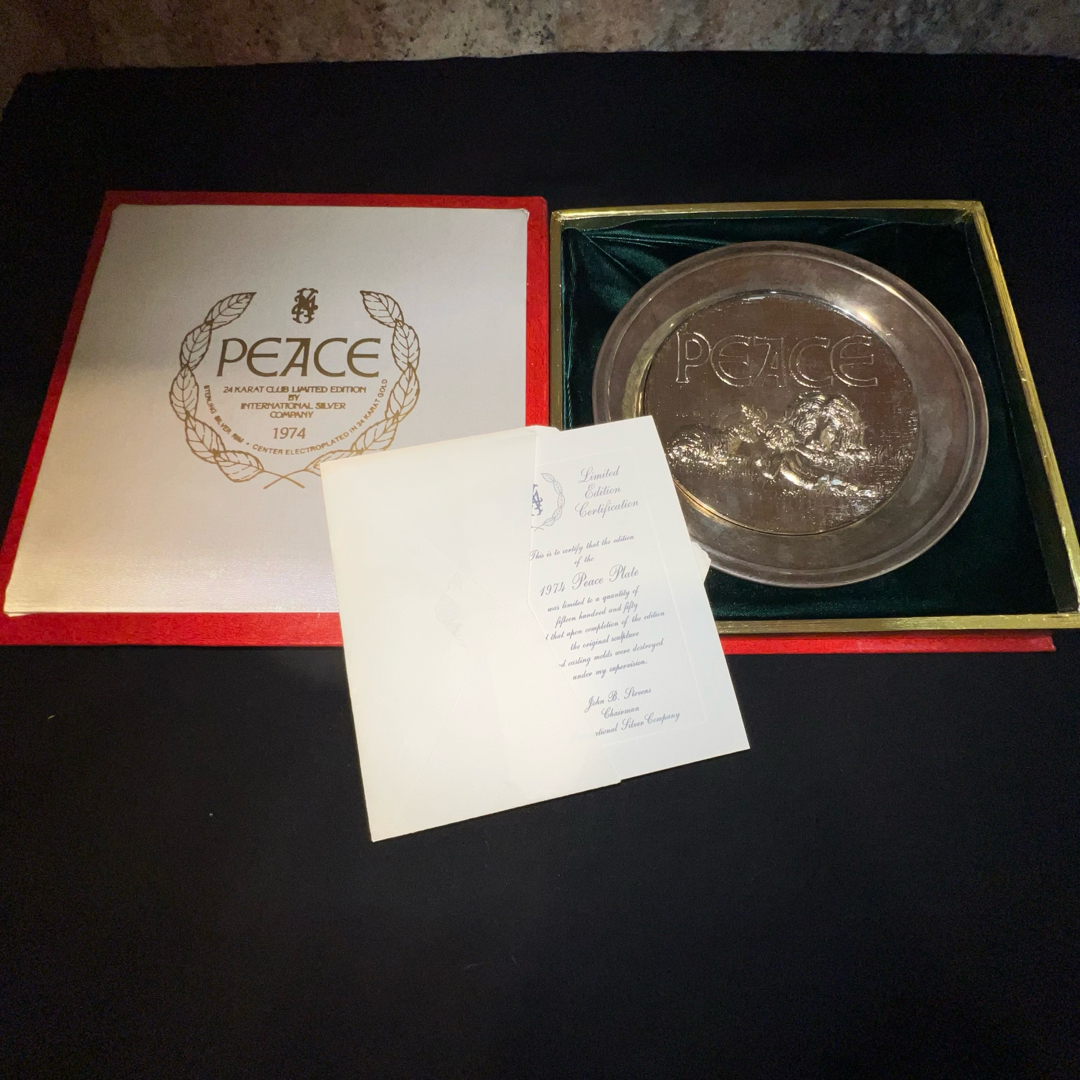 PEACE
24 KARAT CLUB LIMITED EDITION
BY
INTERNATIONAL SILVER
COMPANY
1974
STERLING SILVER RIM • CENTER ELECTROPLATED IN 24 KARAT GOLD
PEACE
Limited
Edition
Certification
This is to certify that the edition
of the
1974 Peace Plate
was limited to a quantity of
fifteen hundred and fifty
that upon completion of the edition
the original sculpture
casting molds were destroyed
under my supervision.
John B. Stevens
Chairman
Silver Company